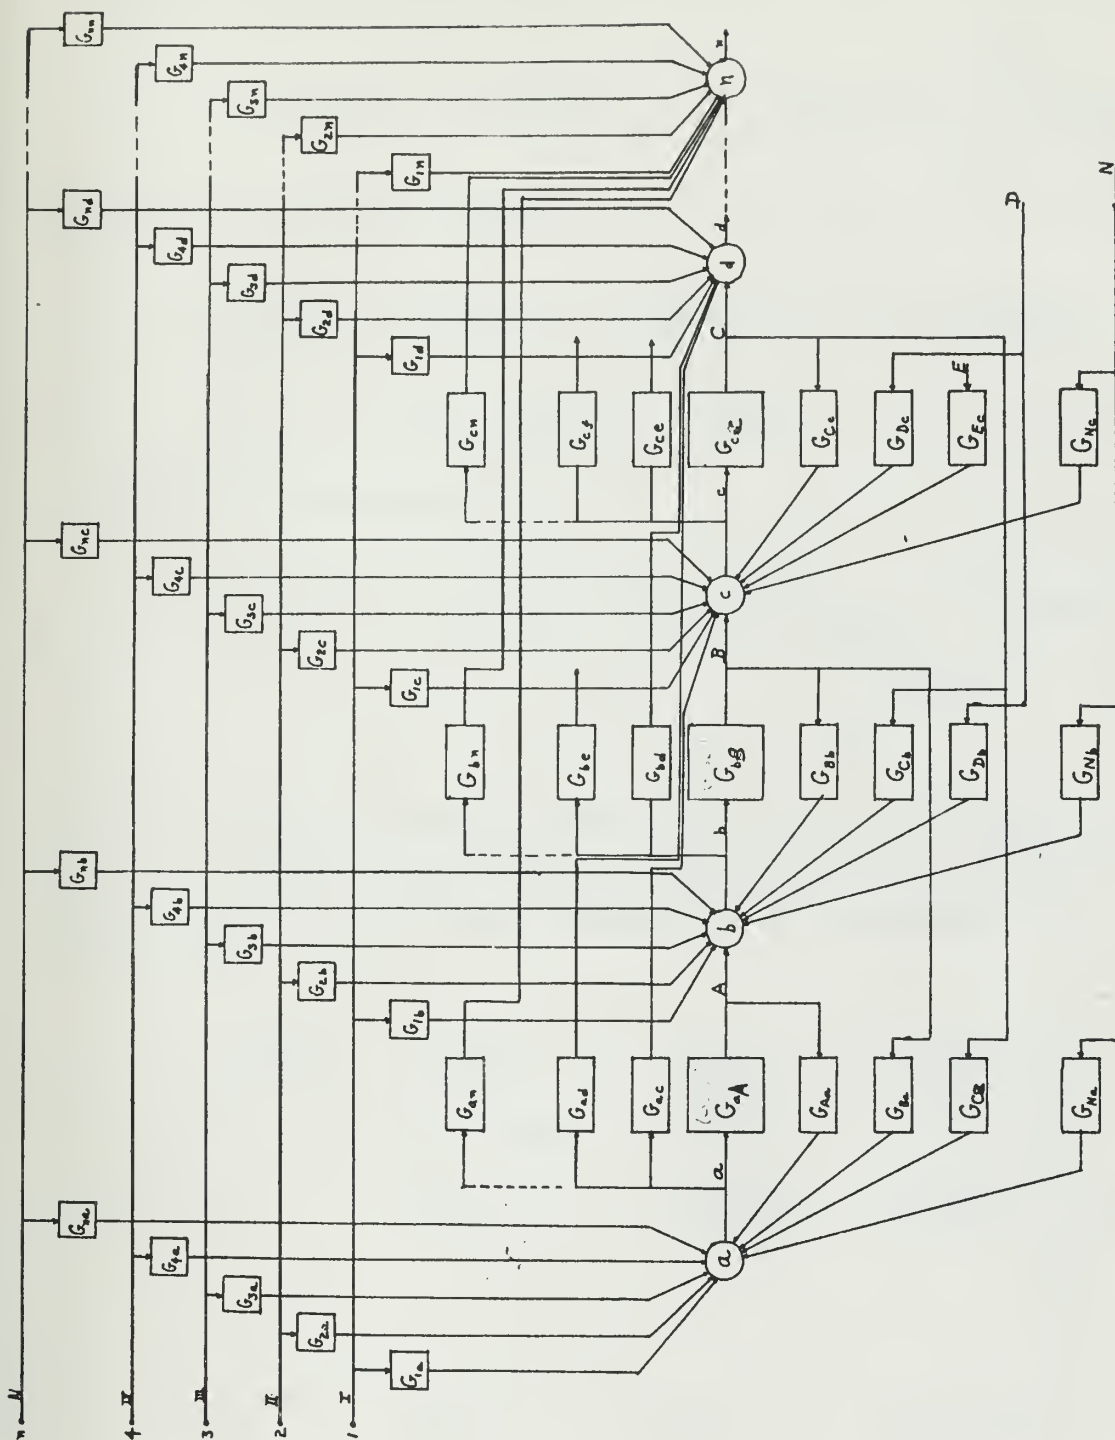 n N
4 IV
3 III
2 II
1 I
Gna Gnb Gnc Gnd Gnn
G4a G4b G4c G4d G4n
G3a G3b G3c G3d G3n
G2a G2b G2c G2d G2n
G1a G1b G1c G1d G1n
Gan Gbn Gcn
Gad Gbe Gcf
Gac Gbd Gce
a a GaA A b b GbB B c c C d d n n
GAa GBb GCc
GBa GCb GDc
GDb GEc E
D
GNa GNb GNc
N